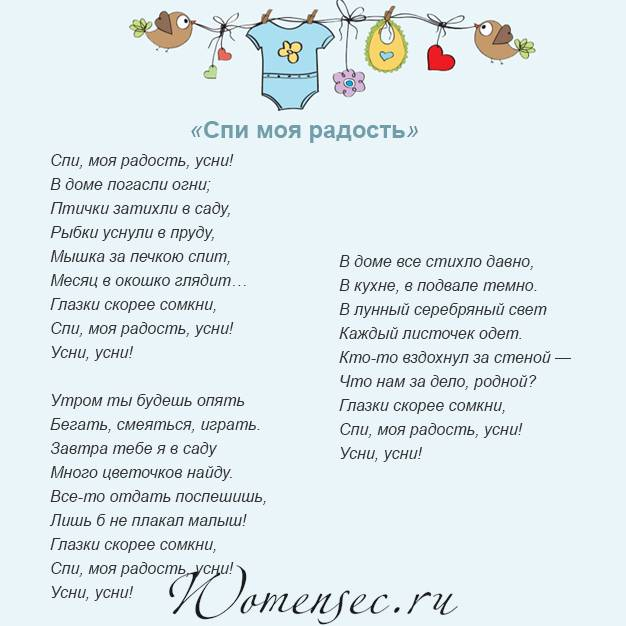 «Спи моя радость»
Спи, моя радость, усни!
В доме погасли огни;
Птички затихли в саду,
Рыбки уснули в пруду,
Мышка за печкою спит,
Месяц в окошко глядит…
Глазки скорее сомкни,
Спи, моя радость, усни!
Усни, усни!
Утром ты будешь опять
Бегать, смеяться, играть.
Завтра тебе я в саду
Много цветочков найду.
Все-то отдать поспешишь,
Лишь б не плакал малыш!
Глазки скорее сомкни,
Спи, моя радость, усни!
Усни, усни!
В доме все стихло давно,
В кухне, в подвале темно.
В лунный серебряный свет
Каждый листочек одет.
Кто-то вздохнул за стеной —
Что нам за дело, родной?
Глазки скорее сомкни,
Спи, моя радость, усни!
Усни, усни!
Womensec.ru